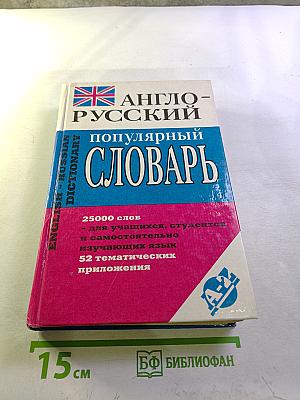 АНГЛО-
РУССКИЙ
ENGLISH - RUSSIAN
DICTIONARY
популярный
СЛОВАРЬ
25000 слов
- для учащихся, студентов
и самостоятельно
изучающих язык
52 тематических
приложения
A-Z
15 см
БФ БИБЛИОФАН